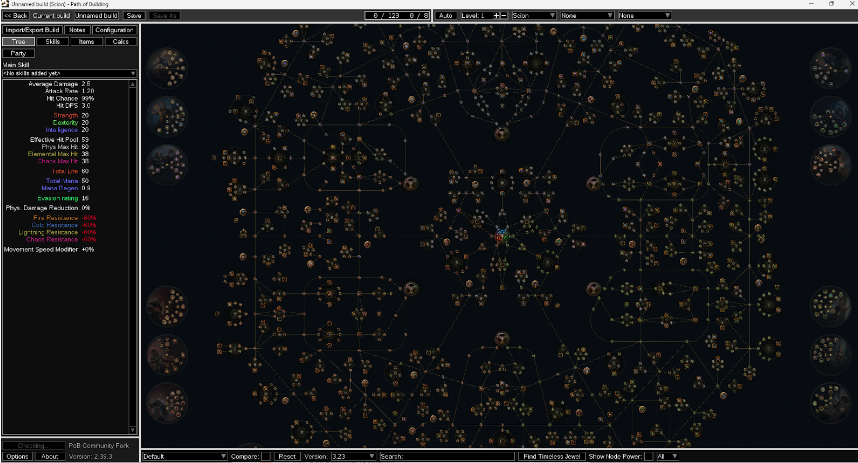 Unnamed build (Scion) - Path of Building
<< Back Current build: Unnamed build Save Save As 0 / 123 0 / 8 Auto Level: 1 + - Scion None None
Import/Export Build Notes Configuration
Tree Skills Items Calcs
Party
Main Skill
<No skills added yet>
Average Damage: 2.5
Attack Rate: 1.20
Hit Chance: 99%
Hit DPS: 3.0
Strength: 20
Dexterity: 20
Intelligence: 20
Effective Hit Pool: 59
Phys Max Hit: 60
Elemental Max Hit: 38
Chaos Max Hit: 38
Total Life: 60
Total Mana: 50
Mana Regen: 0.9
Evasion rating: 16
Phys. Damage Reduction: 0%
Fire Resistance: -60%
Cold Resistance: -60%
Lightning Resistance: -60%
Chaos Resistance: -60%
Movement Speed Modifier: +0%
Checking... PoB Community Fork
Options About Version: 2.39.3
Default Compare: Reset Version: 3.23 Search: Find Timeless Jewel Show Node Power: All